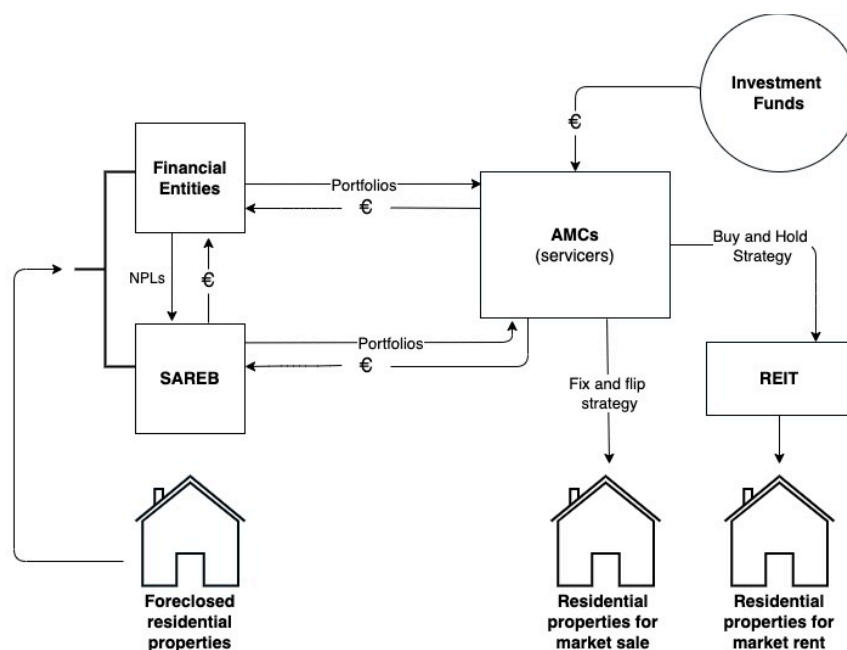 Investment
Funds
€
Financial
Entities
Portfolios
€
AMCs
(servicers)
Buy and Hold
Strategy
NPLs
€
SAREB
Portfolios
€
Fix and flip
strategy
REIT
Foreclosed
residential
properties
Residential
properties for
market sale
Residential
properties for
market rent